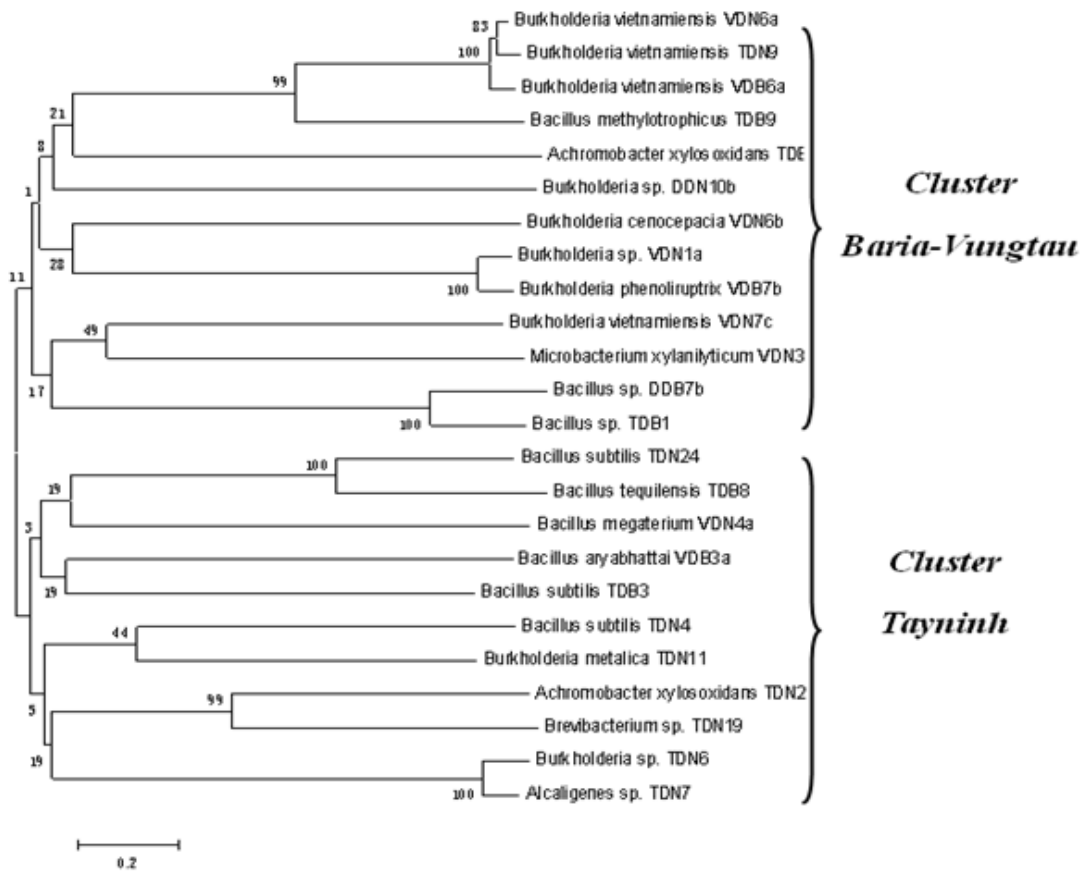 83
Burkholderia vietnamiensis VDN6a
100
Burkholderia vietnamiensis TDN9
99
Burkholderia vietnamiensis VDB6a
21
Bacillus methylotrophicus TDB9
8
Achromobacter xylosoxidans TDE
1
Burkholderia sp. DDN10b
Burkholderia cenocepacia VDN6b
28
Burkholderia sp. VDN1a
11
100
Burkholderia phenoliruptrix VDB7b
49
Burkholderia vietnamiensis VDN7c
Microbacterium xylanilyticum VDN3
17
Bacillus sp. DDB7b
100
Bacillus sp. TDB1
Cluster
Baria-Vungtau
100
Bacillus subtilis TDN24
19
Bacillus tequilensis TDB8
3
Bacillus megaterium VDN4a
Bacillus aryabhattai VDB3a
19
Bacillus subtilis TDB3
44
Bacillus subtilis TDN4
Burkholderia metalica TDN11
5
99
Achromobacter xylosoxidans TDN2
Brevibacterium sp. TDN19
19
Burkholderia sp. TDN6
100
Alcaligenes sp. TDN7
Cluster
Tayninh
0.2